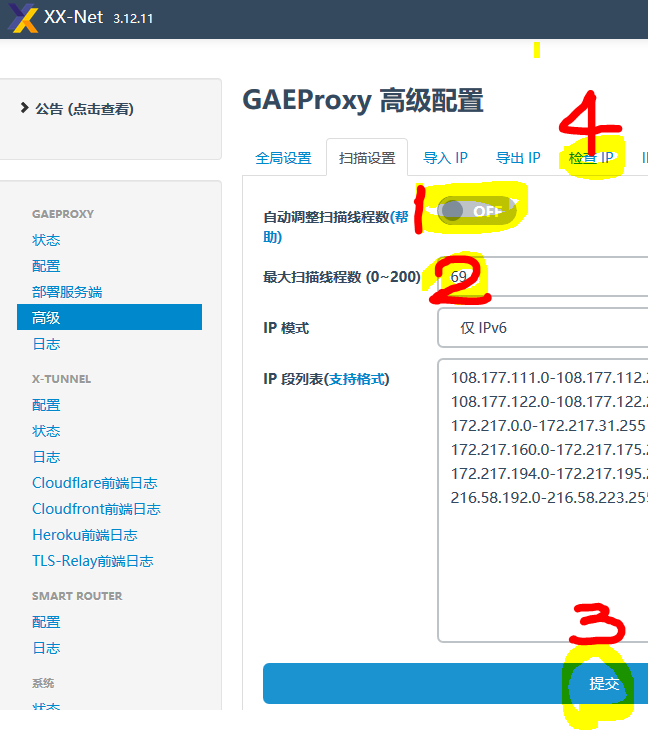 XX-Net 3.12.11
公告 (点击查看)
GAEPROXY
状态
配置
部署服务端
高级
日志
X-TUNNEL
配置
状态
日志
Cloudflare前端日志
Cloudfront前端日志
Heroku前端日志
TLS-Relay前端日志
SMART ROUTER
配置
日志
系统
状态
GAEProxy 高级配置
4
全局设置 扫描设置 导入 IP 导出 IP 检查 IP
自动调整扫描线程数(帮
助)
1 OFF
最大扫描线程数 (0~200) 2 69
IP 模式 仅 IPv6
IP 段列表(支持格式)
108.177.111.0-108.177.112.
108.177.122.0-108.177.122.
172.217.0.0-172.217.31.255
172.217.160.0-172.217.175.
172.217.194.0-172.217.195.
216.58.192.0-216.58.223.255
3
提交